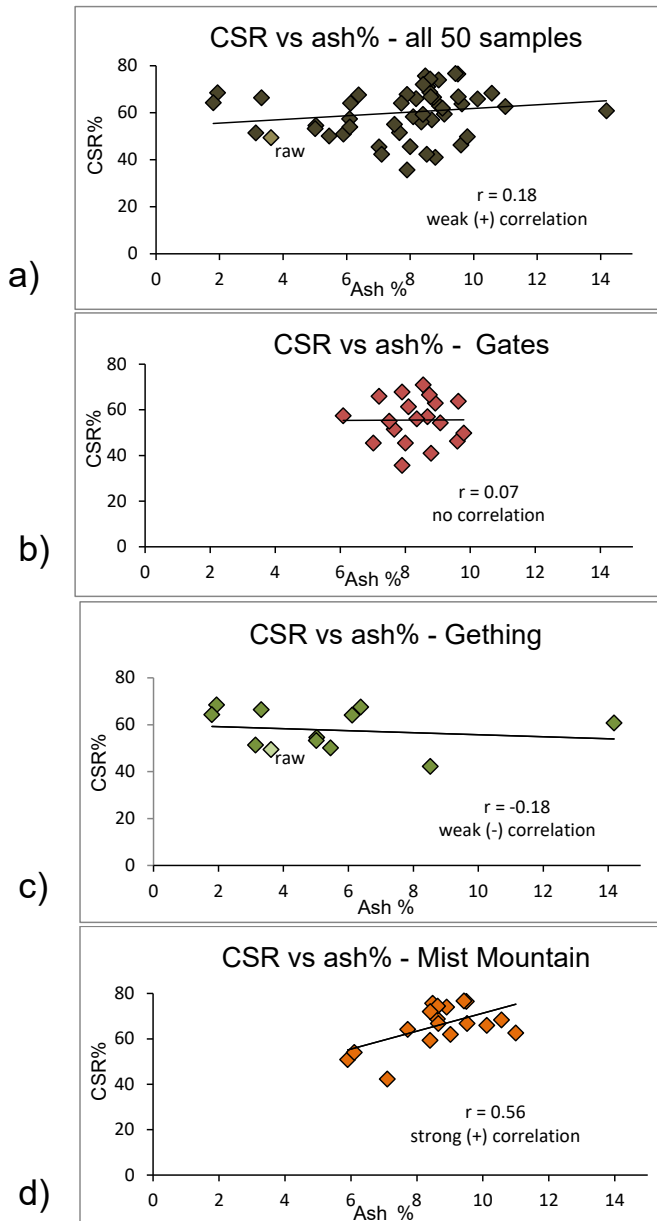 CSR vs ash% - all 50 samples
80
60
40
20
0
CSR%
raw
r = 0.18
weak (+) correlation
0 2 4 6 8 10 12 14
Ash %
a)
CSR vs ash% - Gates
80
60
40
20
0
CSR%
r = 0.07
no correlation
0 2 4 6 8 10 12 14
Ash %
b)
CSR vs ash% - Gething
80
60
40
20
0
CSR%
raw
r = -0.18
weak (-) correlation
0 2 4 6 8 10 12 14
Ash %
c)
CSR vs ash% - Mist Mountain
80
60
40
20
0
CSR%
r = 0.56
strong (+) correlation
0 2 4 6 8 10 12 14
Ash %
d)